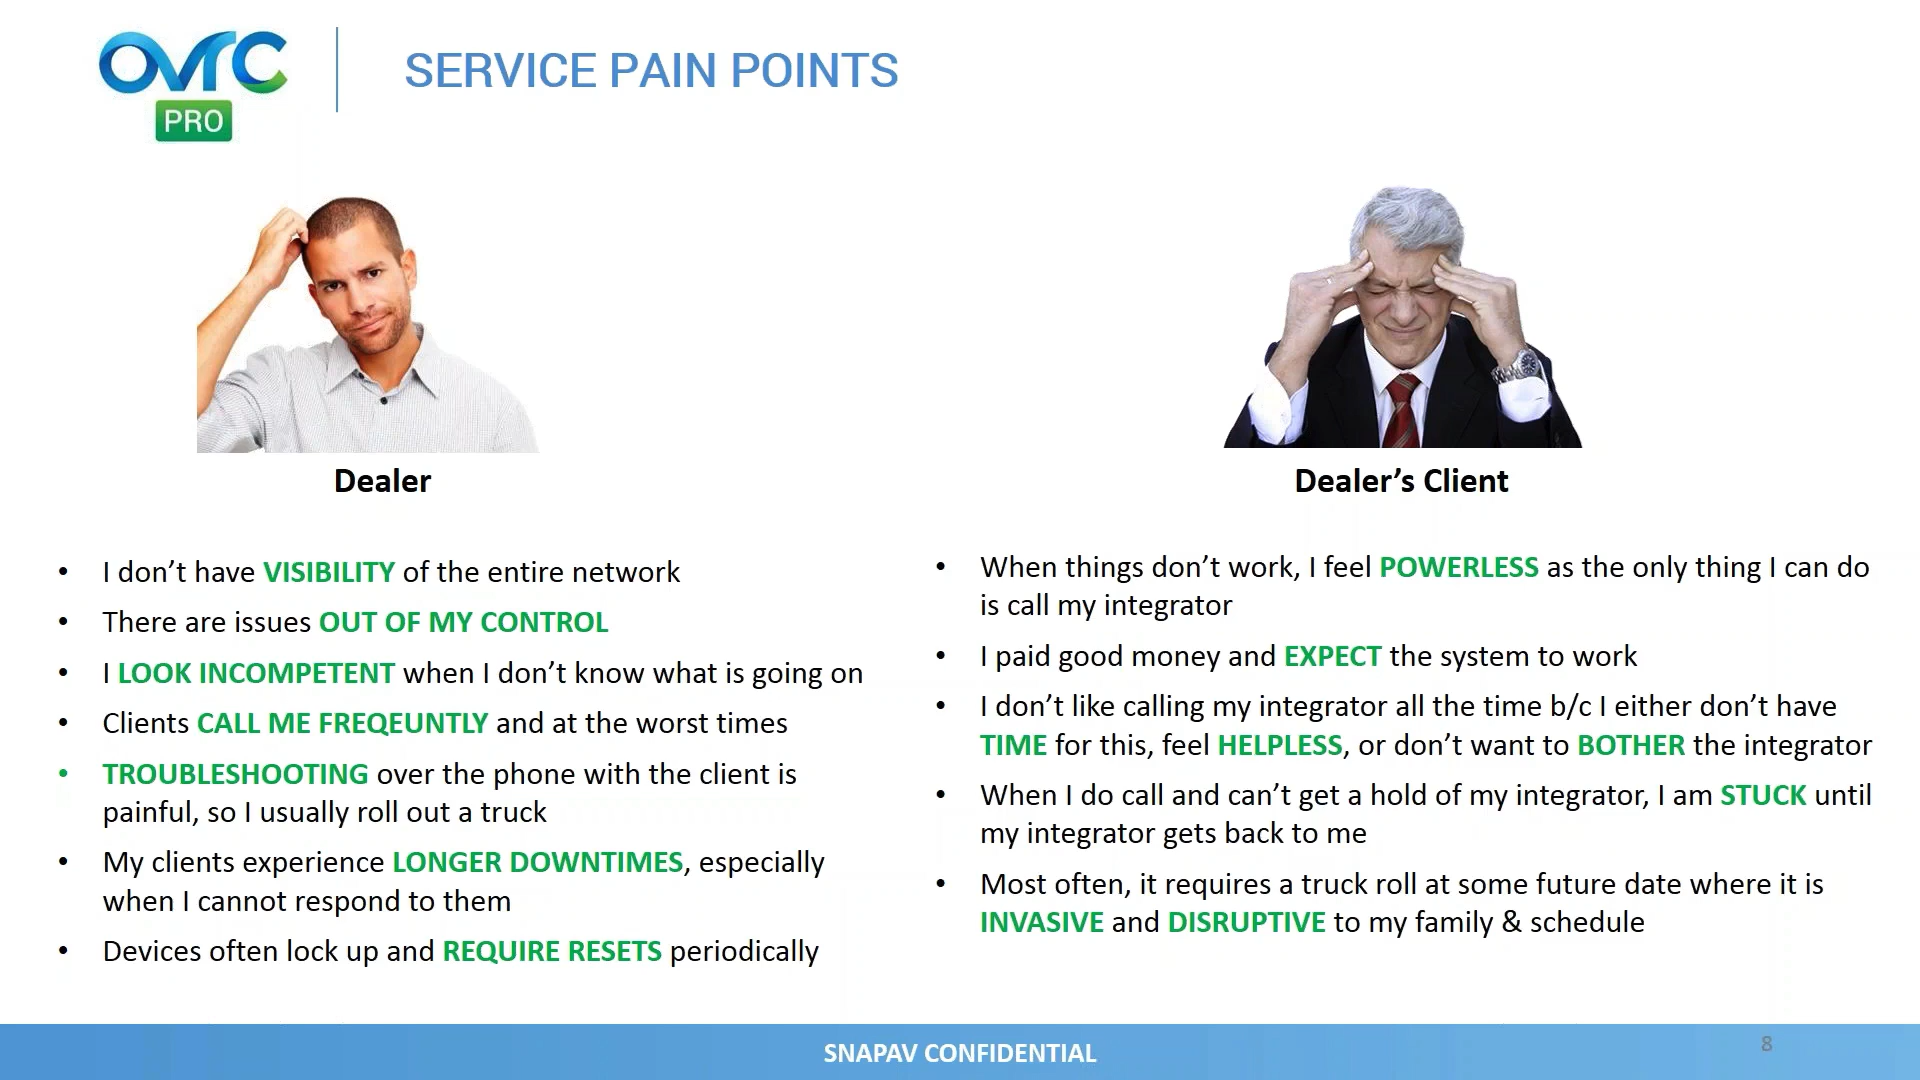 ovrc
PRO
SERVICE PAIN POINTS
Dealer
• I don’t have VISIBILITY of the entire network
• There are issues OUT OF MY CONTROL
• I LOOK INCOMPETENT when I don’t know what is going on
• Clients CALL ME FREQEUNTLY and at the worst times
• TROUBLESHOOTING over the phone with the client is
painful, so I usually roll out a truck
• My clients experience LONGER DOWNTIMES, especially
when I cannot respond to them
• Devices often lock up and REQUIRE RESETS periodically
Dealer’s Client
• When things don’t work, I feel POWERLESS as the only thing I can do
is call my integrator
• I paid good money and EXPECT the system to work
• I don’t like calling my integrator all the time b/c I either don’t have
TIME for this, feel HELPLESS, or don’t want to BOTHER the integrator
• When I do call and can’t get a hold of my integrator, I am STUCK until
my integrator gets back to me
• Most often, it requires a truck roll at some future date where it is
INVASIVE and DISRUPTIVE to my family & schedule
SNAPAV CONFIDENTIAL
8